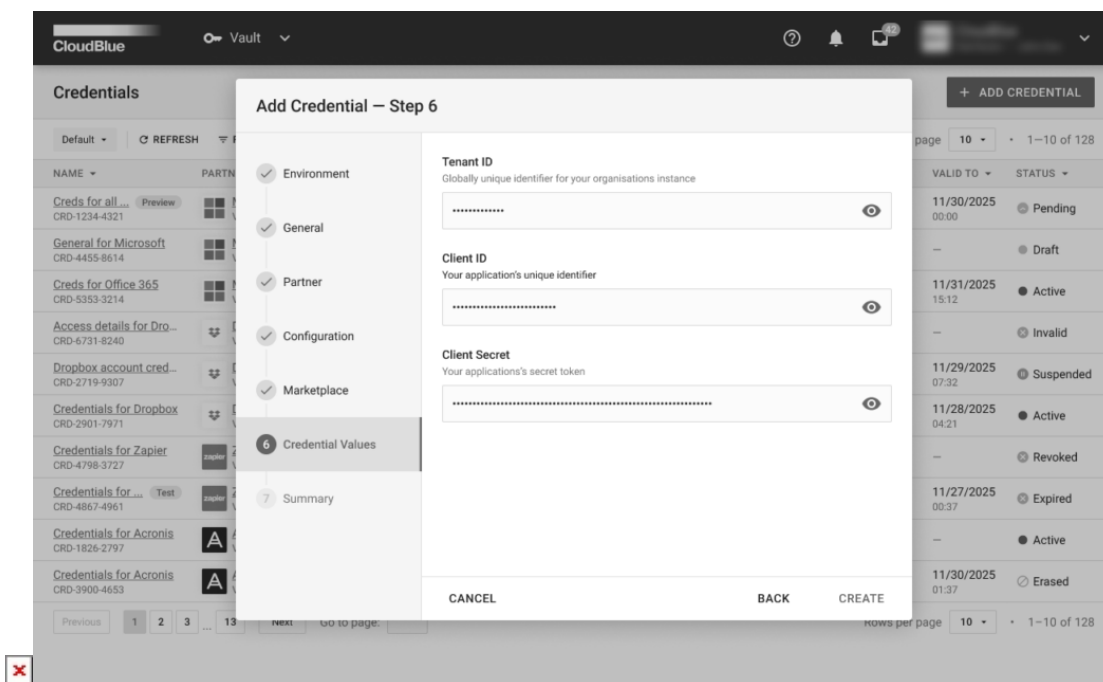 CloudBlue
Vault
42
Credentials
+ ADD CREDENTIAL
Default
REFRESH
page 10 • 1–10 of 128
NAME
PARTN
VALID TO
STATUS
Creds for all ... Preview
CRD-1234-4321
11/30/2025
00:00
Pending
General for Microsoft
CRD-4455-8614
–
Draft
Creds for Office 365
CRD-5353-3214
11/31/2025
15:12
Active
Access details for Dro...
CRD-6731-8240
–
Invalid
Dropbox account cred...
CRD-2719-9307
11/29/2025
07:32
Suspended
Credentials for Dropbox
CRD-2901-7971
11/28/2025
04:21
Active
Credentials for Zapier
CRD-4798-3727
zapier
–
Revoked
Credentials for ... Test
CRD-4867-4961
zapier
11/27/2025
00:37
Expired
Credentials for Acronis
CRD-1826-2797
–
Active
Credentials for Acronis
CRD-3900-4653
11/30/2025
01:37
Erased
Previous 1 2 3 ... 13 Next Go to page:
Rows per page 10 • 1–10 of 128
Add Credential – Step 6
Environment
General
Partner
Configuration
Marketplace
6 Credential Values
7 Summary
Tenant ID
Globally unique identifier for your organisations instance
Client ID
Your application's unique identifier
Client Secret
Your applications's secret token
CANCEL
BACK
CREATE